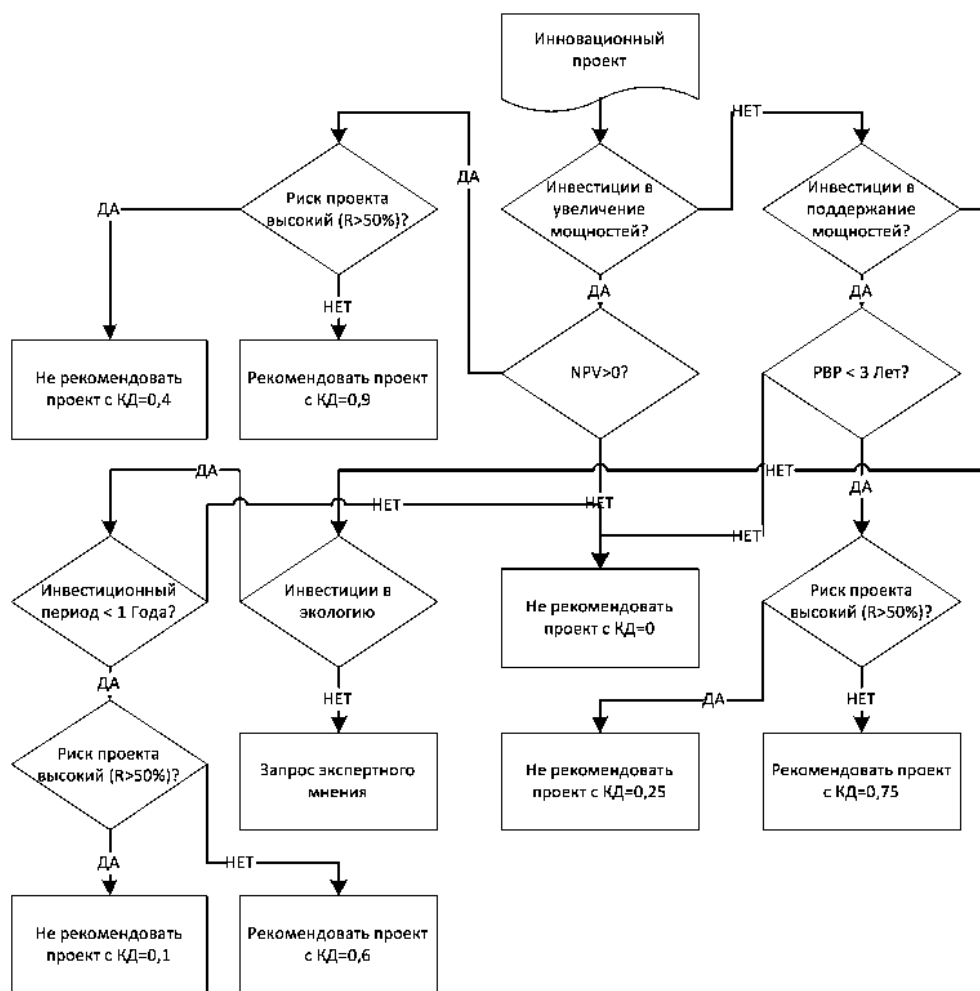 Инновационный
проект
НЕТ
ДА
Риск проекта
высокий (R>50%)?
Инвестиции в
увеличение
мощностей?
Инвестиции в
поддержание
мощностей?
ДА
НЕТ
ДА
ДА
Не рекомендовать
проект с КД=0,4
Рекомендовать проект
с КД=0,9
NPV>0?
PBP < 3 Лет?
ДА
НЕТ
ДА
НЕТ
НЕТ
НЕТ
Инвестиционный
период < 1 Года?
Инвестиции в
экологию
Не рекомендовать
проект с КД=0
Риск проекта
высокий (R>50%)?
ДА
НЕТ
ДА
НЕТ
Риск проекта
высокий (R>50%)?
Запрос экспертного
мнения
Не рекомендовать
проект с КД=0,25
Рекомендовать проект
с КД=0,75
ДА
НЕТ
Не рекомендовать
проект с КД=0,1
Рекомендовать проект
с КД=0,6